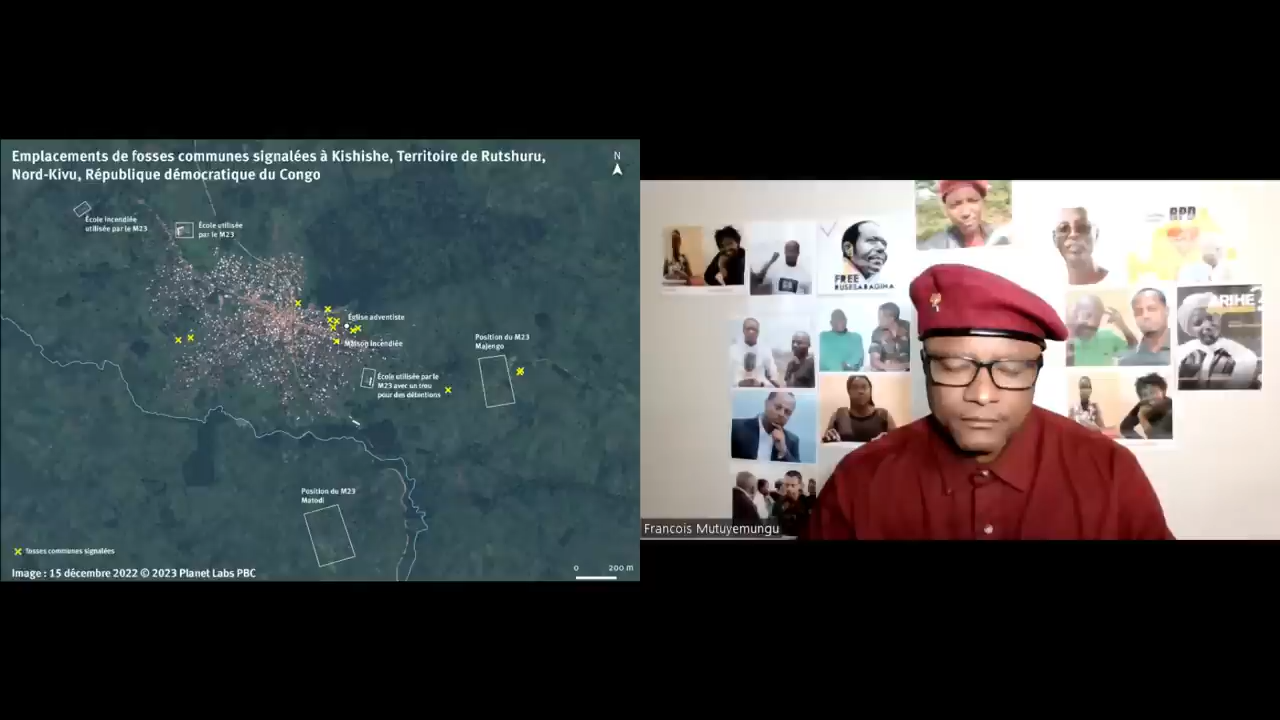 Emplacements de fosses communes signalées à Kishishe, Territoire de Rutshuru,
Nord-Kivu, République démocratique du Congo
N
École incendiée
utilisée par le M23
École utilisée
par le M23
Église adventiste
Maison incendiée
Position du M23
Majengo
École utilisée par le
M23 avec un trou
pour des détentions
Position du M23
Matodi
fosses communes signalées
Image : 15 décembre 2022 © 2023 Planet Labs PBC
0 200 m
FREE
RUSESABAGINA
RPD
ARIHE
Francois Mutuyemungu